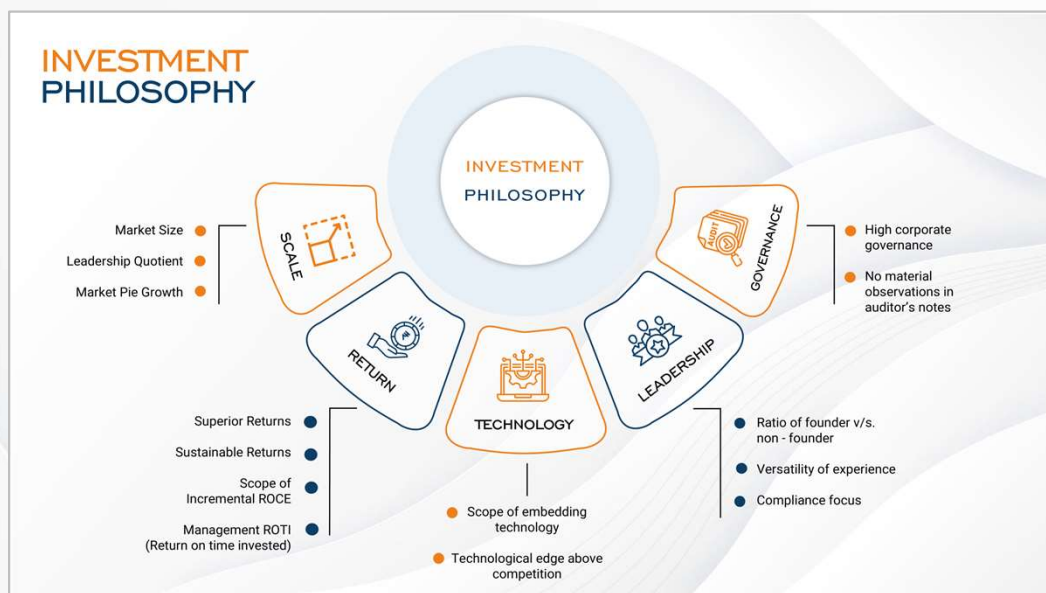 INVESTMENT
PHILOSOPHY
INVESTMENT
PHILOSOPHY
SCALE
Market Size
Leadership Quotient
Market Pie Growth
RETURN
Superior Returns
Sustainable Returns
Scope of
Incremental ROCE
Management ROTI
(Return on time invested)
TECHNOLOGY
Scope of embedding
technology
Technological edge above
competition
LEADERSHIP
Ratio of founder v/s.
non - founder
Versatility of experience
Compliance focus
AUDIT
GOVERNANCE
High corporate
governance
No material
observations in
auditor's notes